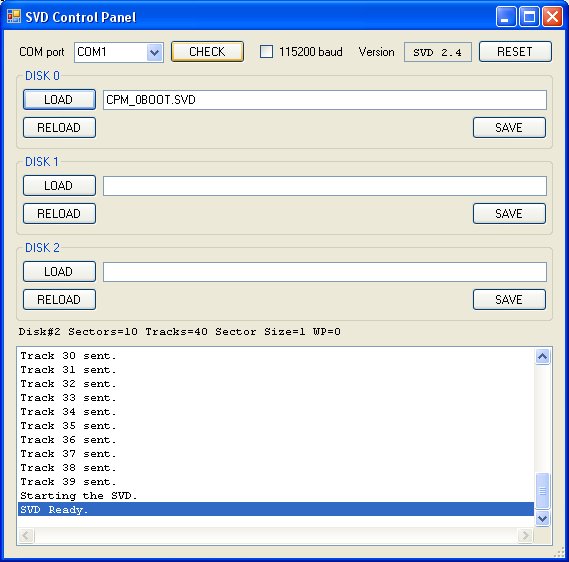 SVD Control Panel
COM port COM1 CHECK 115200 baud Version SVD 2.4 RESET
DISK 0
LOAD CPM_0BOOT.SVD
RELOAD SAVE
DISK 1
LOAD
RELOAD SAVE
DISK 2
LOAD
RELOAD SAVE
Disk#2 Sectors=10 Tracks=40 Sector Size=1 WP=0
Track 30 sent.
Track 31 sent.
Track 32 sent.
Track 33 sent.
Track 34 sent.
Track 35 sent.
Track 36 sent.
Track 37 sent.
Track 38 sent.
Track 39 sent.
Starting the SVD.
SVD Ready.